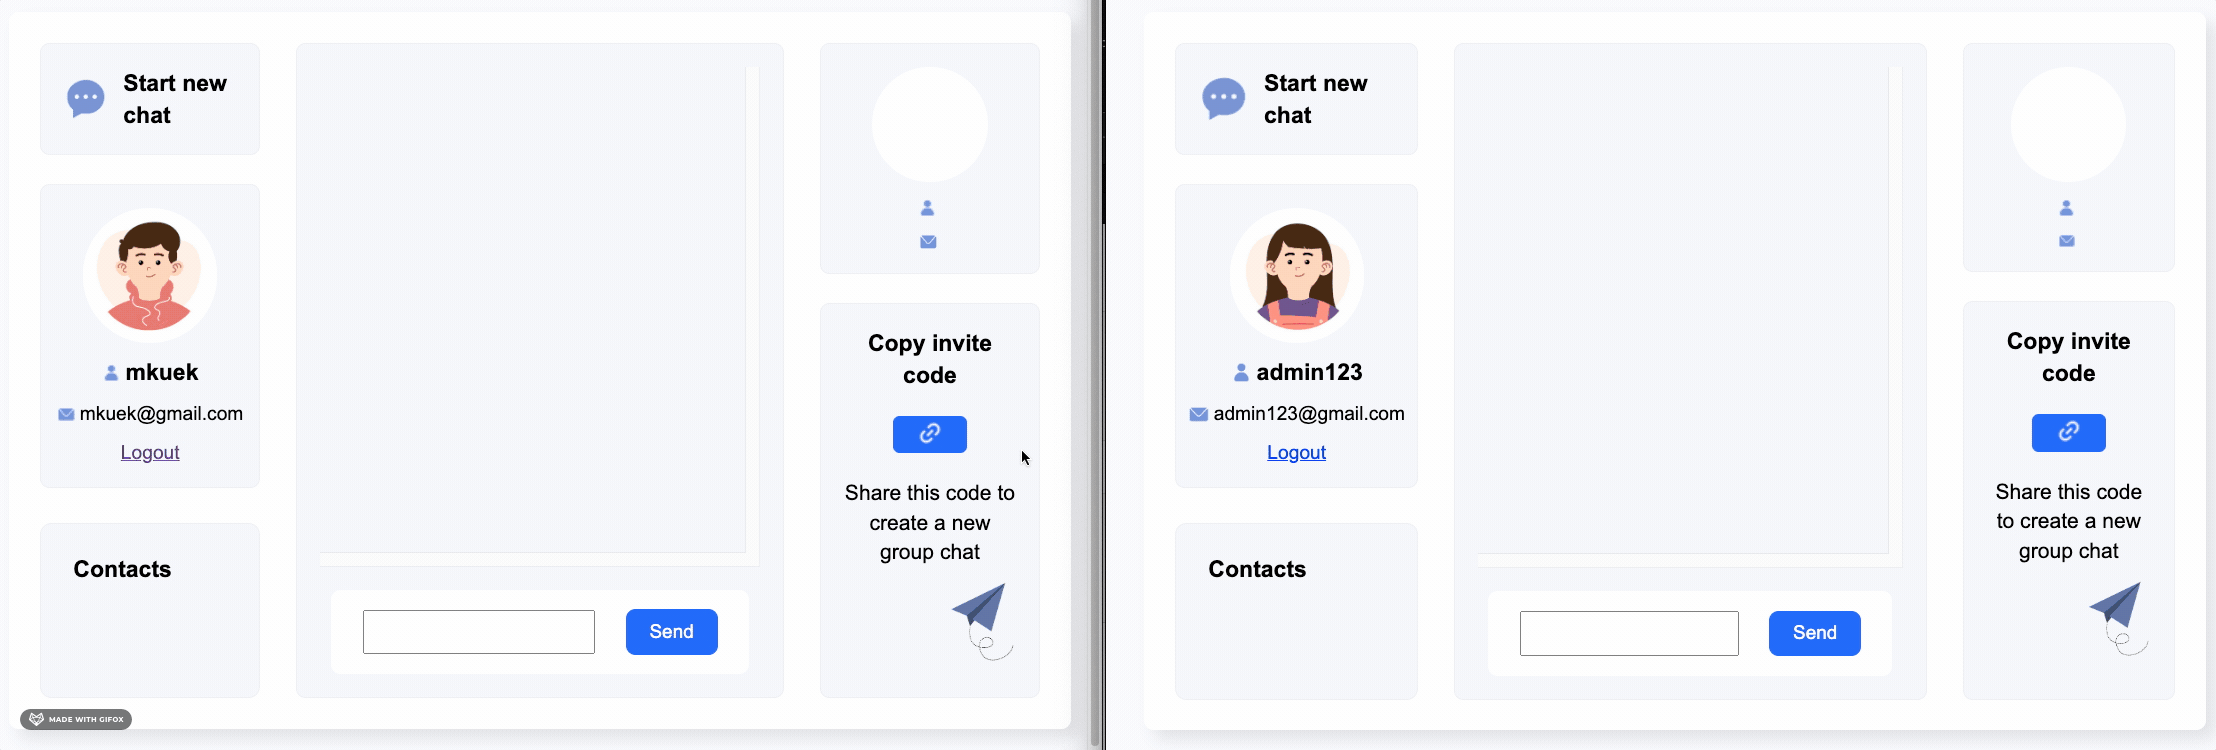 Start new
chat
mkuek
mkuek@gmail.com
Logout
Contacts
Send
Copy invite
code
Share this code to
create a new
group chat
MADE WITH GIFOX
Start new
chat
admin123
admin123@gmail.com
Logout
Contacts
Send
Copy invite
code
Share this code
to create a new
group chat